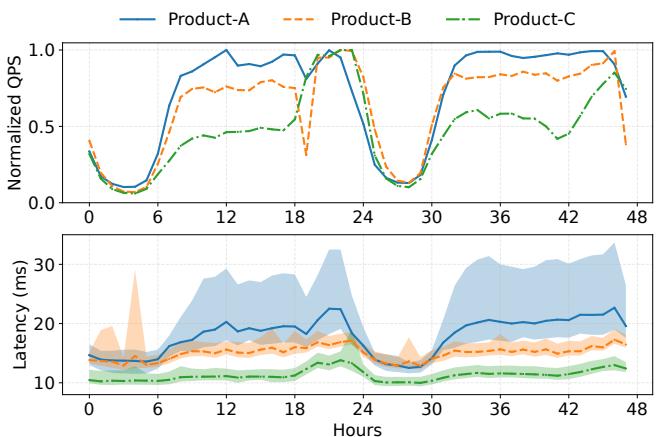 Product-A Product-B Product-C
Normalized QPS
1.0
0.5
0.0
0 6 12 18 24 30 36 42 48
Latency (ms)
30
20
10
0 6 12 18 24 30 36 42 48
Hours